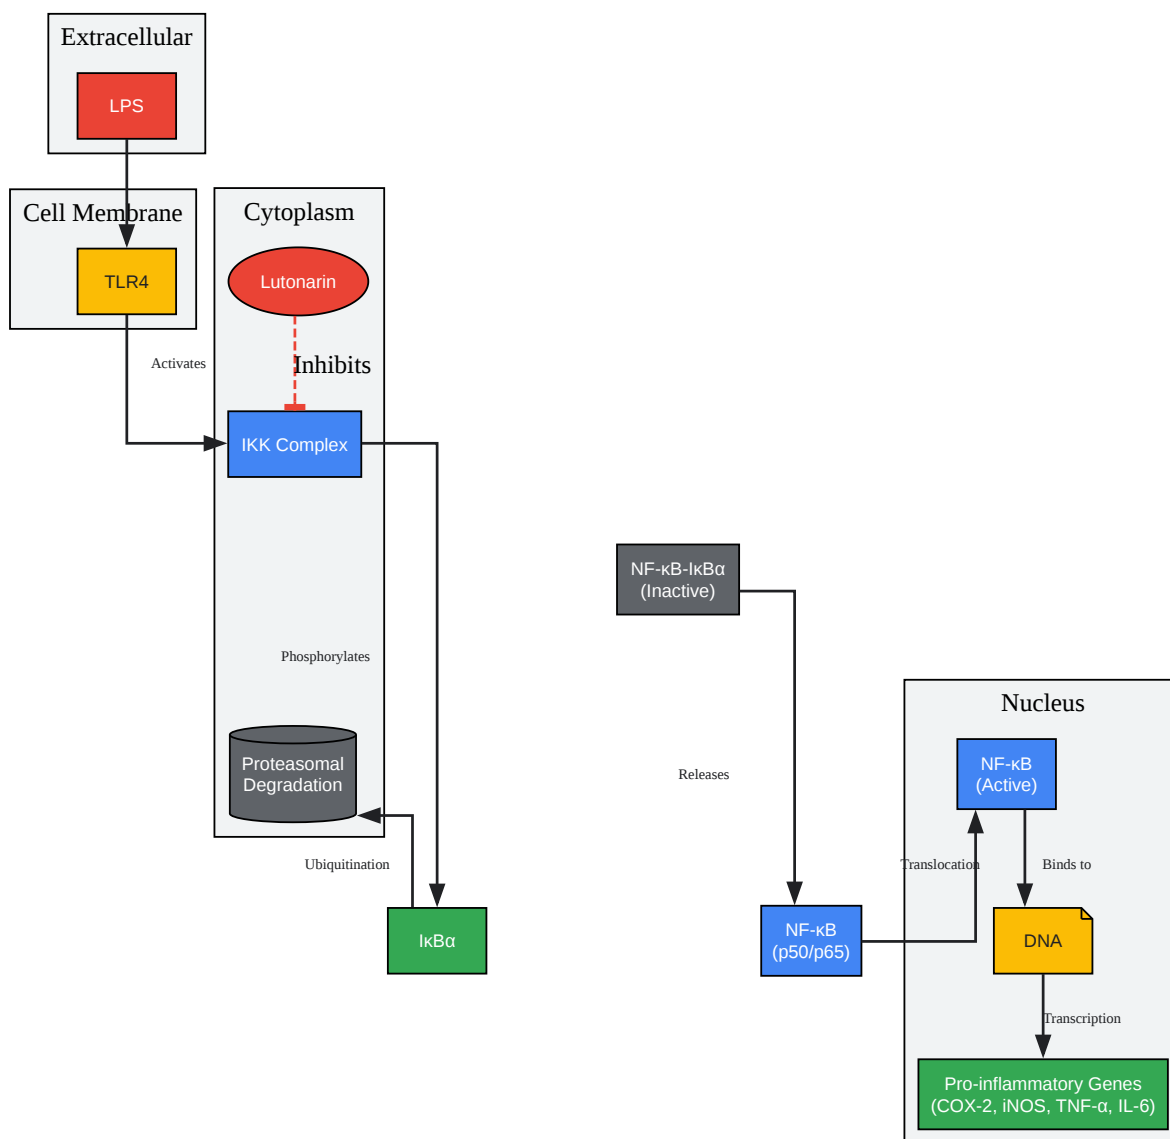 Extracellular
LPS
Cell Membrane
TLR4
Cytoplasm
Lutonarin
Activates
Inhibits
IKK Complex
Phosphorylates
Proteasomal
Degradation
Ubiquitination
IκBα
NF-κB-IκBα
(Inactive)
Releases
NF-κB
(p50/p65)
Nucleus
NF-κB
(Active)
Translocation
Binds to
DNA
Transcription
Pro-inflammatory Genes
(COX-2, iNOS, TNF-α, IL-6)